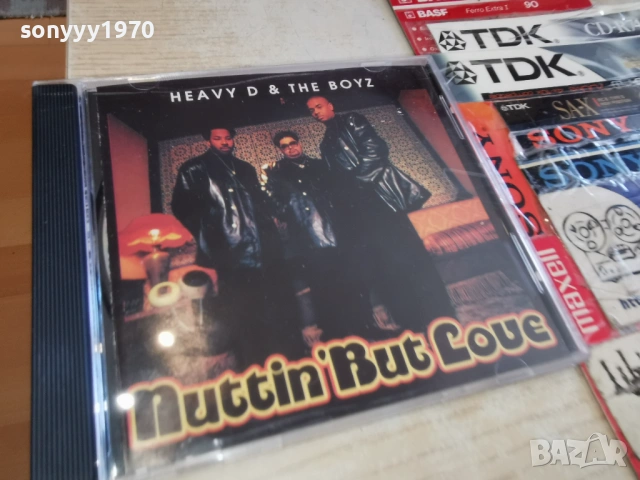 sonyyy1970
BASF
Ferro Extra I
90
TDK
TDK
TDK
SA-X
SONY
SONY
SONY
maxell
HEAVY D & THE BOYZ
Nuttin' But Love
BAZAR